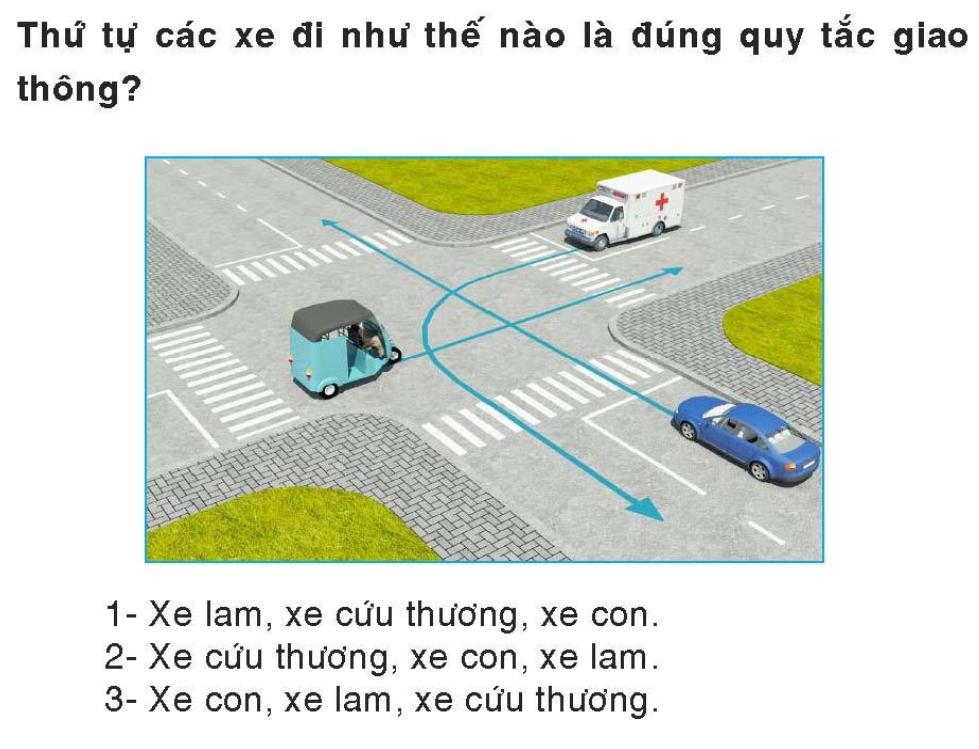 Thứ tự các xe đi như thế nào là đúng quy tắc giao
thông?
1- Xe lam, xe cứu thương, xe con.
2- Xe cứu thương, xe con, xe lam.
3- Xe con, xe lam, xe cứu thương.